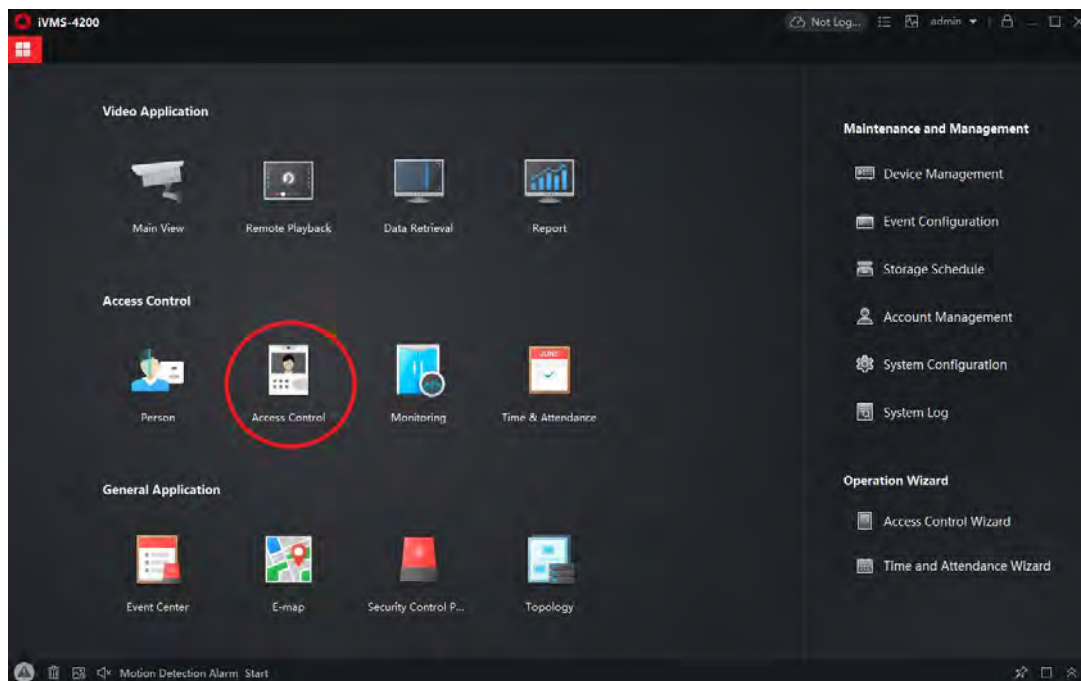 iVMS-4200
Not Log... admin
Video Application
Main View Remote Playback Data Retrieval Report
Access Control
Person Access Control Monitoring Time & Attendance
General Application
Event Center E-map Security Control P... Topology
Maintenance and Management
Device Management
Event Configuration
Storage Schedule
Account Management
System Configuration
System Log
Operation Wizard
Access Control Wizard
Time and Attendance Wizard
Motion Detection Alarm Start
JUNE